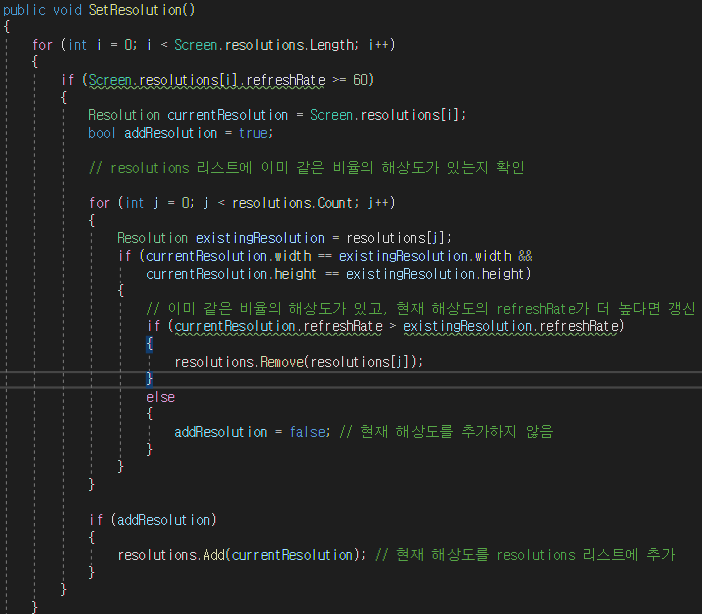 public void SetResolution()
{
for (int i = 0; i < Screen.resolutions.Length; i++)
{
if (Screen.resolutions[i].refreshRate >= 60)
{
Resolution currentResolution = Screen.resolutions[i];
bool addResolution = true;
// resolutions 리스트에 이미 같은 비율의 해상도가 있는지 확인
for (int j = 0; j < resolutions.Count; j++)
{
Resolution existingResolution = resolutions[j];
if (currentResolution.width == existingResolution.width &&
currentResolution.height == existingResolution.height)
{
// 이미 같은 비율의 해상도가 있고, 현재 해상도의 refreshRate가 더 높다면 갱신
if (currentResolution.refreshRate > existingResolution.refreshRate)
{
resolutions.Remove(resolutions[j]);
}
else
{
addResolution = false; // 현재 해상도를 추가하지 않음
}
}
}
if (addResolution)
{
resolutions.Add(currentResolution); // 현재 해상도를 resolutions 리스트에 추가
}
}
}